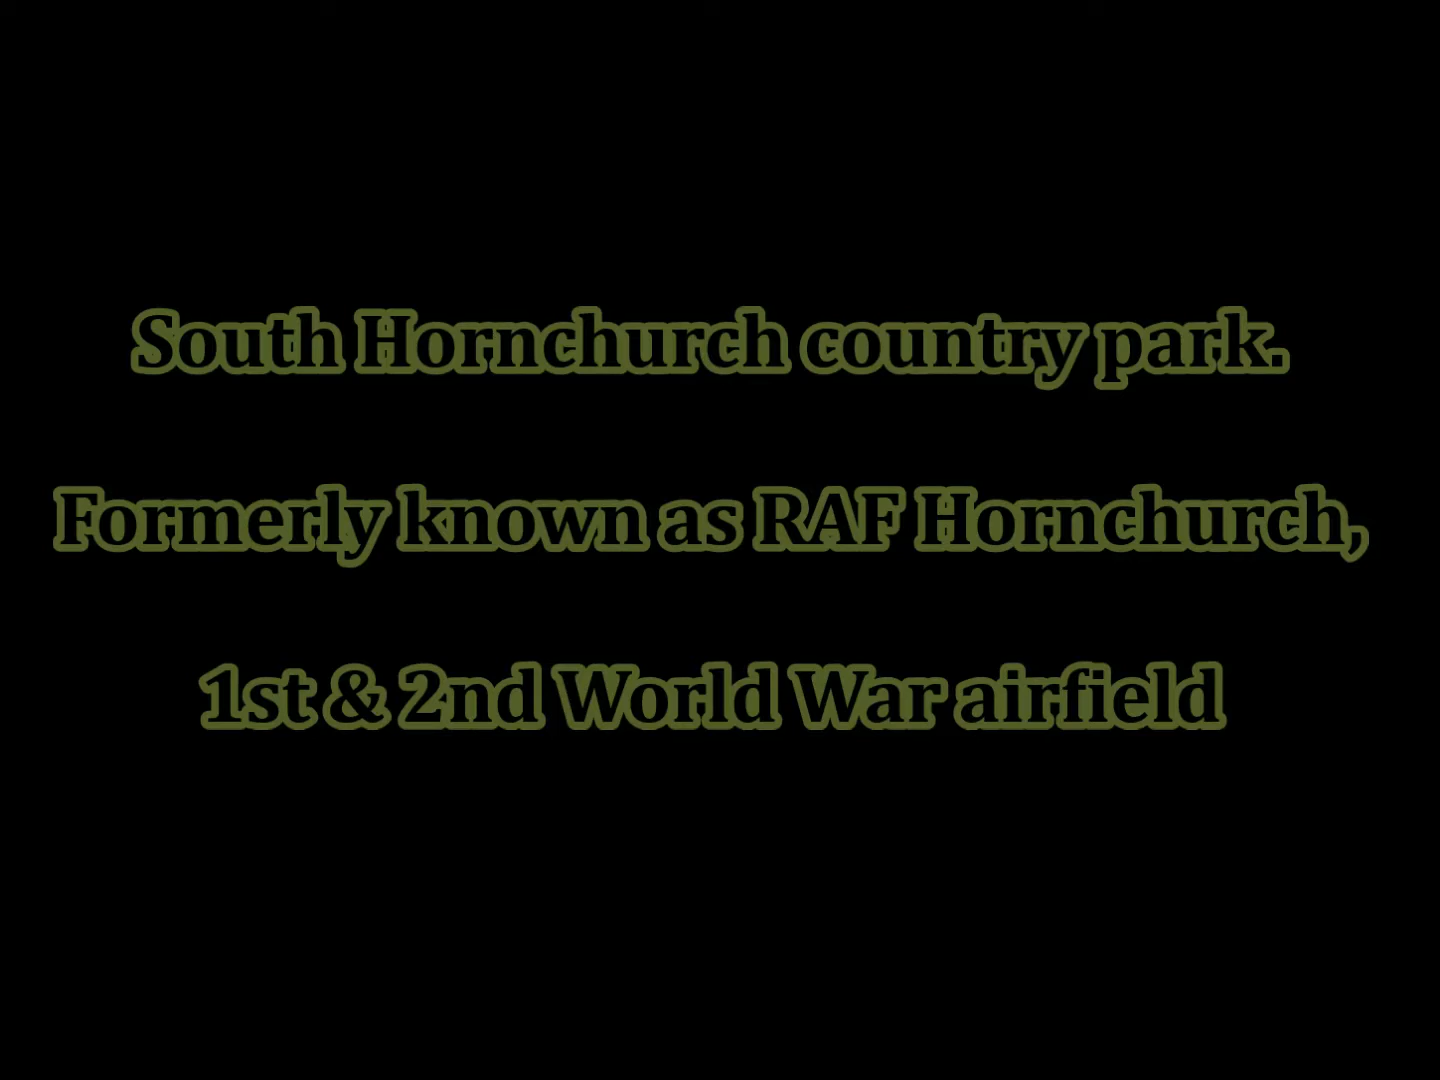 South Hornchurch country park.
Formerly known as RAF Hornchurch,
1st & 2nd World War airfield